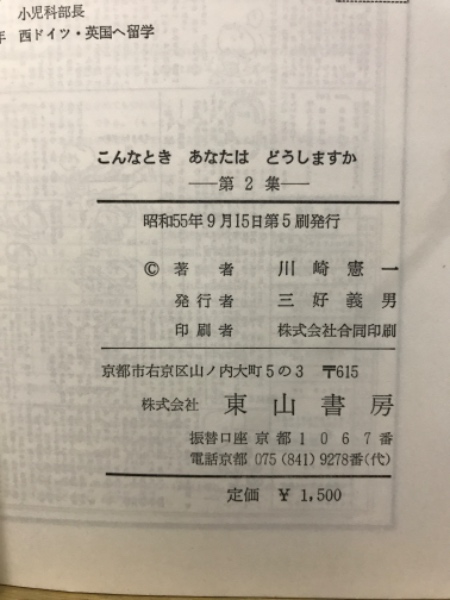 小児科部長
年 西ドイツ・英国へ留学
こんなとき あなたは どうしますか
――第2集――
昭和55年9月15日第5刷発行
© 著者 川崎憲一
発行者 三好義男
印刷者 株式会社合同印刷
京都市右京区山ノ内大町5の3 〒615
株式会社 東山書房
振替口座京都1067番
電話京都 075(841)9278番(代)
定価 ¥ 1,500